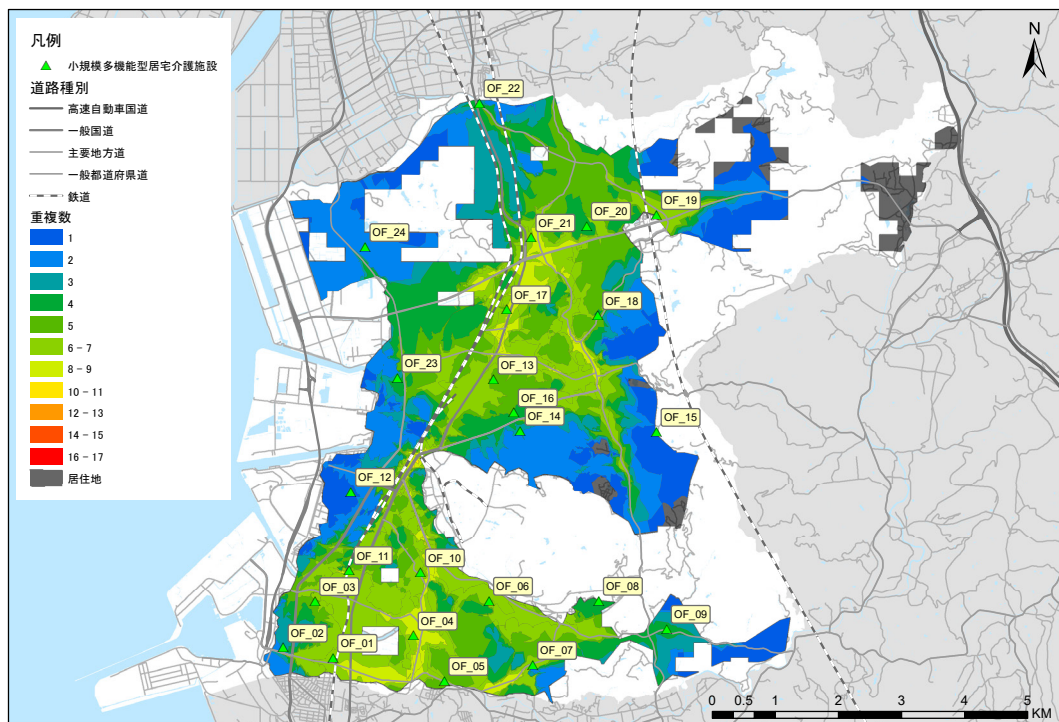 凡例
小規模多機能型居宅介護施設
道路種別
高速自動車国道
一般国道
主要地方道
一般都道府県道
鉄道
重複数
1
2
3
4
5
6 - 7
8 - 9
10 - 11
12 - 13
14 - 15
16 - 17
居住地
N
OF_22
OF_19
OF_20
OF_21
OF_24
OF_17
OF_18
OF_23
OF_13
OF_16
OF_14
OF_15
OF_12
OF_11
OF_10
OF_03
OF_06
OF_08
OF_09
OF_04
OF_02
OF_01
OF_07
OF_05
0 0.5 1 2 3 4 5
KM